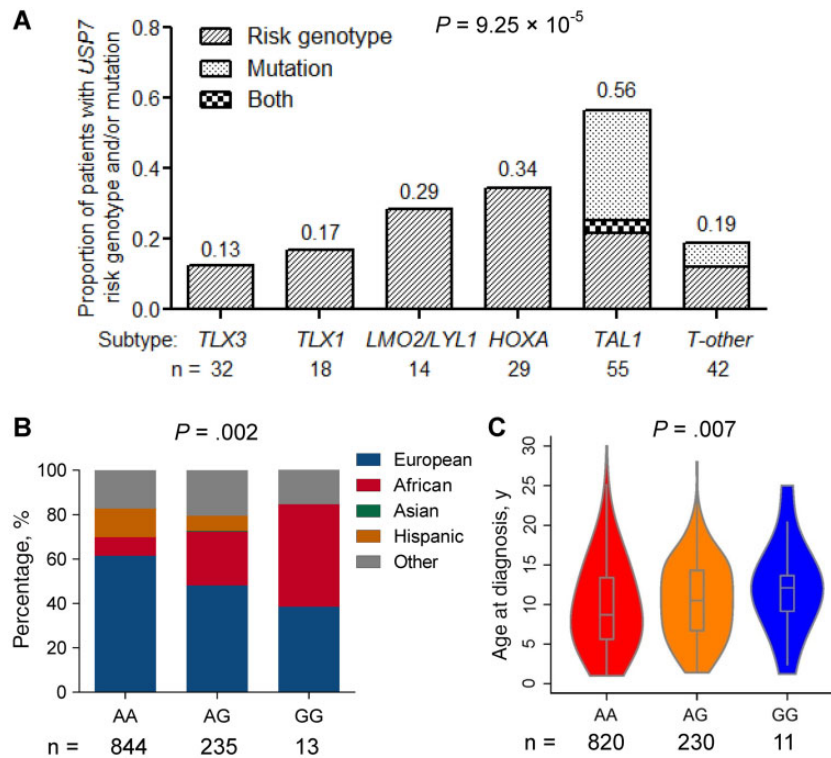 A
P = 9.25 × 10-5
Risk genotype
Mutation
Both
Proportion of patients with USP7
risk genotype and/or mutation
0.8
0.6
0.4
0.2
0.0
0.13
0.17
0.29
0.34
0.56
0.19
Subtype: TLX3 TLX1 LMO2/LYL1 HOXA TAL1 T-other
n = 32 18 14 29 55 42
B
P = .002
European
African
Asian
Hispanic
Other
Percentage, %
100
80
60
40
20
0
AA AG GG
n = 844 235 13
C
P = .007
Age at diagnosis, y
30
25
20
15
10
5
0
AA AG GG
n = 820 230 11